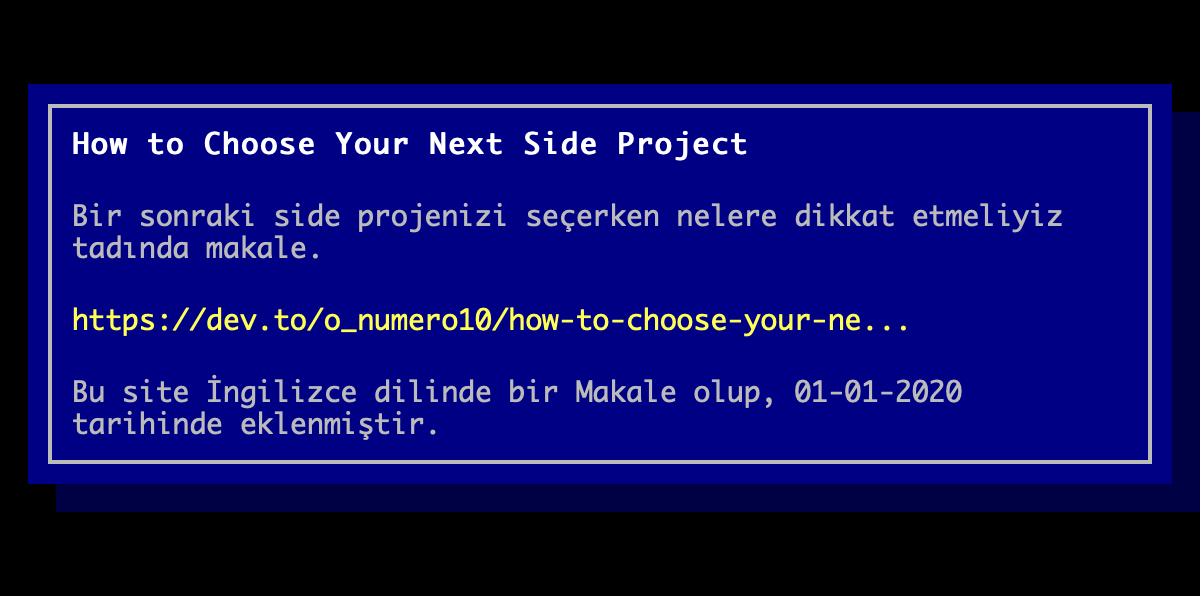 How to Choose Your Next Side Project
Bir sonraki side projenizi seçerken nelere dikkat etmeliyiz
tadında makale.
https://dev.to/o_numero10/how-to-choose-your-ne...
Bu site İngilizce dilinde bir Makale olup, 01-01-2020
tarihinde eklenmiştir.